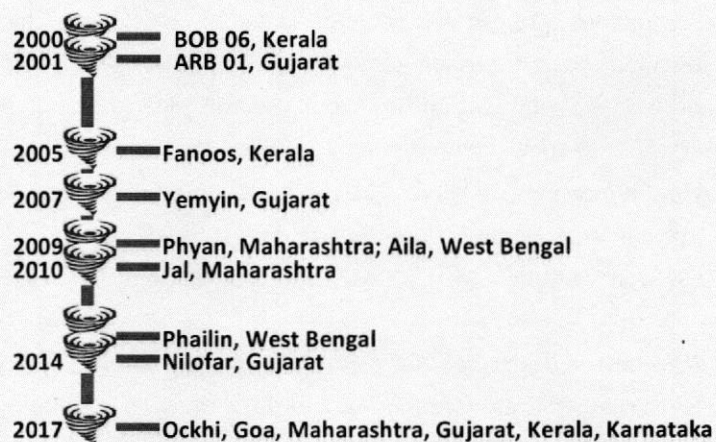 2000 BOB 06, Kerala
2001 ARB 01, Gujarat
2005 Fanoos, Kerala
2007 Yemyin, Gujarat
2009 Phyan, Maharashtra; Aila, West Bengal
2010 Jal, Maharashtra
Phailin, West Bengal
2014 Nilofar, Gujarat
2017 Ockhi, Goa, Maharashtra, Gujarat, Kerala, Karnataka